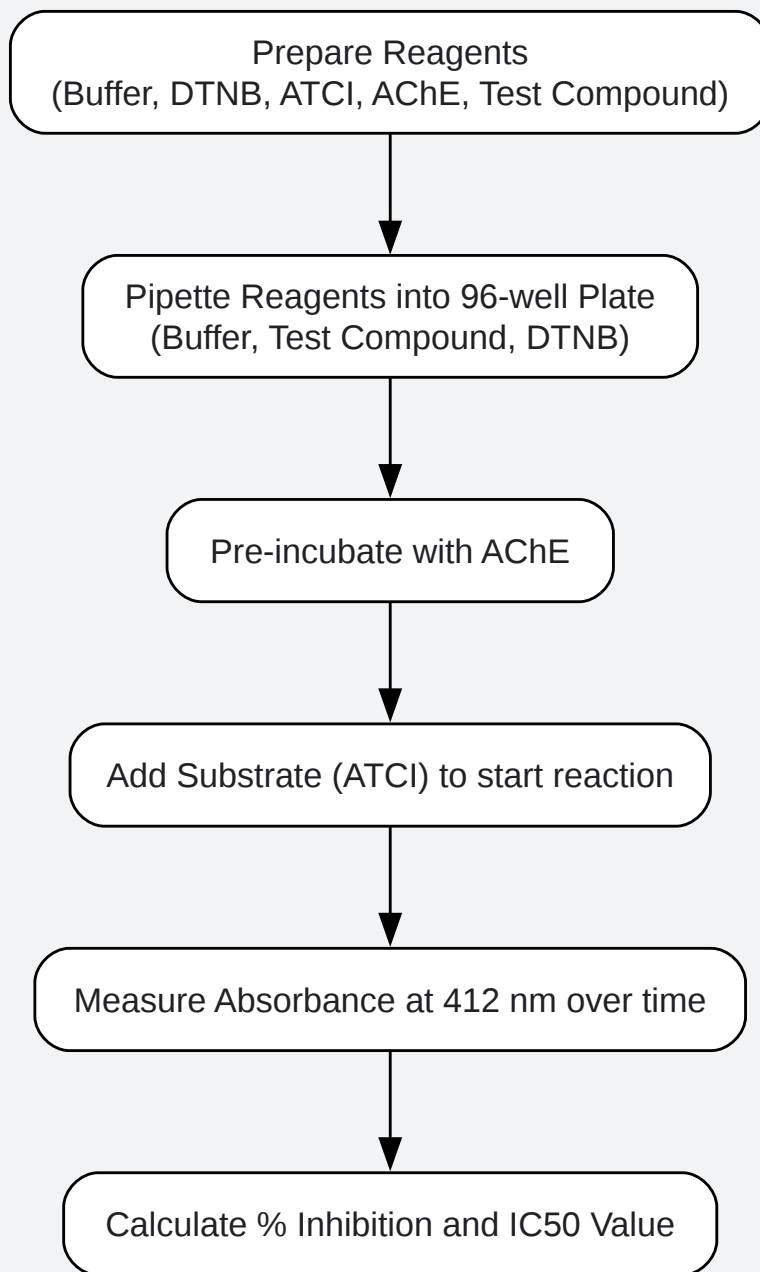 Prepare Reagents
(Buffer, DTNB, ATCI, AChE, Test Compound)
Pipette Reagents into 96-well Plate
(Buffer, Test Compound, DTNB)
Pre-incubate with AChE
Add Substrate (ATCI) to start reaction
Measure Absorbance at 412 nm over time
Calculate % Inhibition and IC50 Value